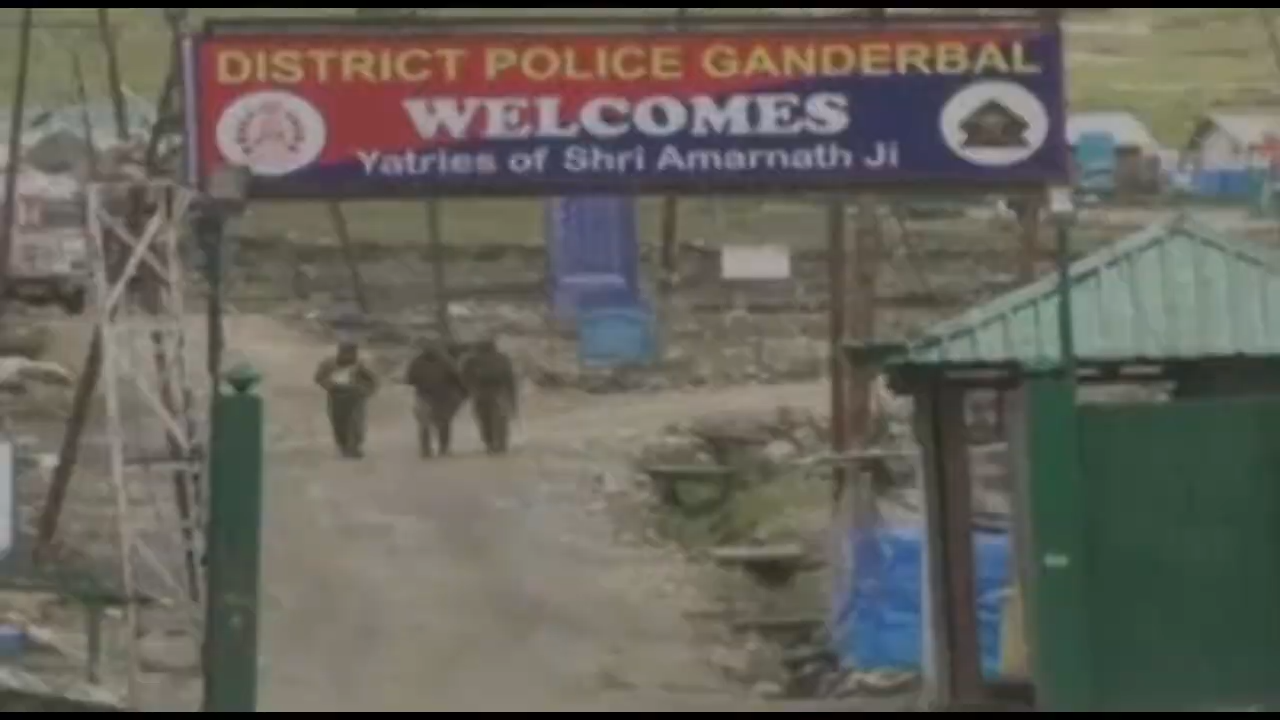 DISTRICT POLICE GANDERBAL
WELCOMES
Yatries of Shri Amarnath Ji